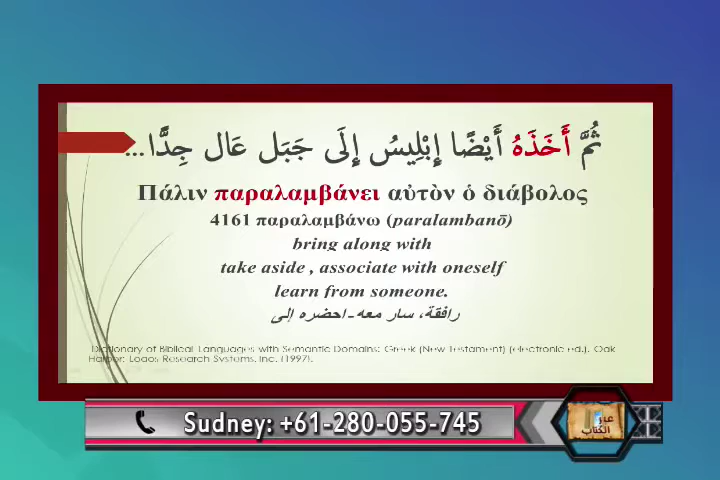 ثُمَّ أَخَذَهُ أَيْضًا إِبْلِيسُ إِلَى جَبَل عَال جِدًّا...
Πάλιν παραλαμβάνει αὐτὸν ὁ διάβολος
4161 παραλαμβάνω (paralambanō)
bring along with
take aside , associate with oneself
learn from someone.
رافقة، سار معه - احضره إلى
Dictionary of Biblical Languages with Semantic Domains: Greek (New Testament) (electronic ed.). Oak
Harbor: Logos Research Systems, Inc. (1997).
Sudney: +61-280-055-745
الكتاب